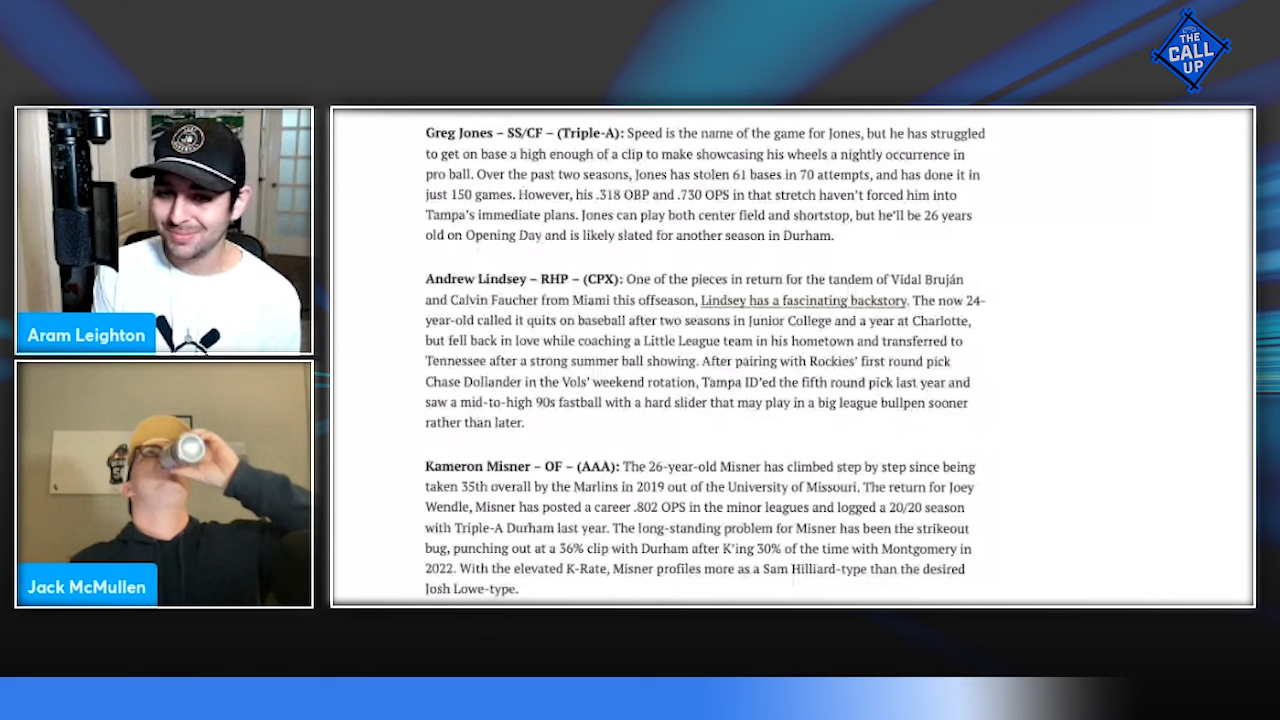 THE
CALL
UP
Aram Leighton
Jack McMullen
Greg Jones – SS/CF – (Triple-A): Speed is the name of the game for Jones, but he has struggled
to get on base a high enough of a clip to make showcasing his wheels a nightly occurrence in
pro ball. Over the past two seasons, Jones has stolen 61 bases in 70 attempts, and has done it in
just 150 games. However, his .318 OBP and .730 OPS in that stretch haven't forced him into
Tampa's immediate plans. Jones can play both center field and shortstop, but he'll be 26 years
old on Opening Day and is likely slated for another season in Durham.
Andrew Lindsey – RHP – (CPX): One of the pieces in return for the tandem of Vidal Bruján
and Calvin Faucher from Miami this offseason, Lindsey has a fascinating backstory. The now 24-
year-old called it quits on baseball after two seasons in Junior College and a year at Charlotte,
but fell back in love while coaching a Little League team in his hometown and transferred to
Tennessee after a strong summer ball showing. After pairing with Rockies' first round pick
Chase Dollander in the Vols' weekend rotation, Tampa ID'ed the fifth round pick last year and
saw a mid-to-high 90s fastball with a hard slider that may play in a big league bullpen sooner
rather than later.
Kameron Misner – OF – (AAA): The 26-year-old Misner has climbed step by step since being
taken 35th overall by the Marlins in 2019 out of the University of Missouri. The return for Joey
Wendle, Misner has posted a career .802 OPS in the minor leagues and logged a 20/20 season
with Triple-A Durham last year. The long-standing problem for Misner has been the strikeout
bug, punching out at a 36% clip with Durham after K'ing 30% of the time with Montgomery in
2022. With the elevated K-Rate, Misner profiles more as a Sam Hilliard-type than the desired
Josh Lowe-type.